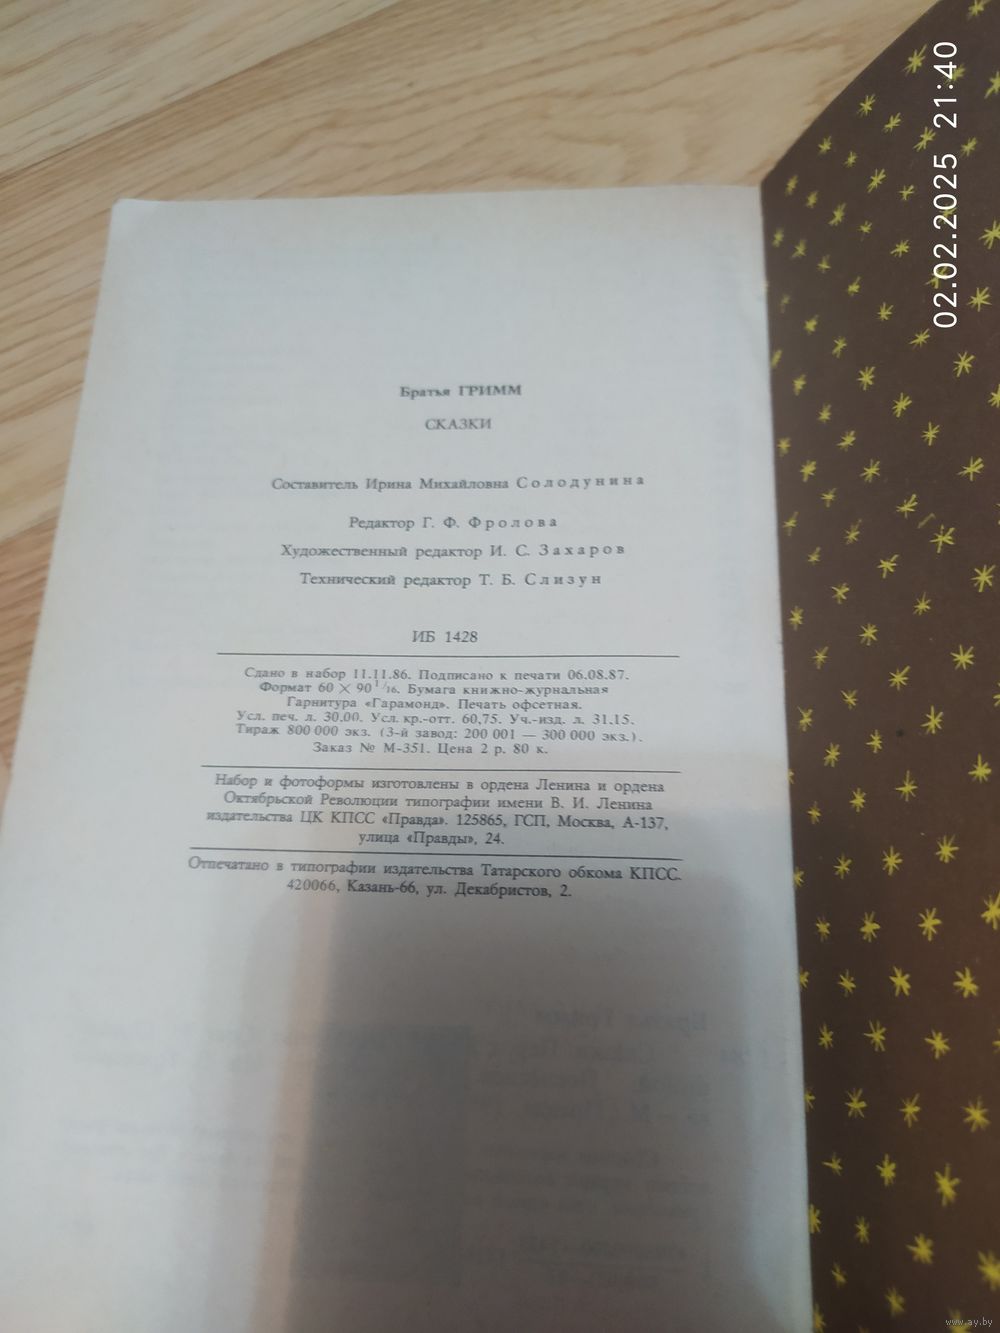 Братья ГРИММ
СКАЗКИ
Составитель Ирина Михайловна Солодунина
Редактор Г. Ф. Фролова
Художественный редактор И. С. Захаров
Технический редактор Т. Б. Слизун
ИБ 1428
Сдано в набор 11.11.86. Подписано к печати 06.08.87.
Формат 60 × 90 1/16. Бумага книжно-журнальная
Гарнитура «Гарамонд». Печать офсетная.
Усл. печ. л. 30,00. Усл. кр.-отт. 60,75. Уч.-изд. л. 31,15.
Тираж 800 000 экз. (3-й завод: 200 001 — 300 000 экз.).
Заказ № М-351. Цена 2 р. 80 к.
Набор и фотоформы изготовлены в ордена Ленина и ордена
Октябрьской Революции типографии имени В. И. Ленина
издательства ЦК КПСС «Правда». 125865, ГСП, Москва, А-137,
улица «Правды», 24.
Отпечатано в типографии издательства Татарского обкома КПСС.
420066, Казань-66, ул. Декабристов, 2.
02.02.2025 21:40
www.ay.by